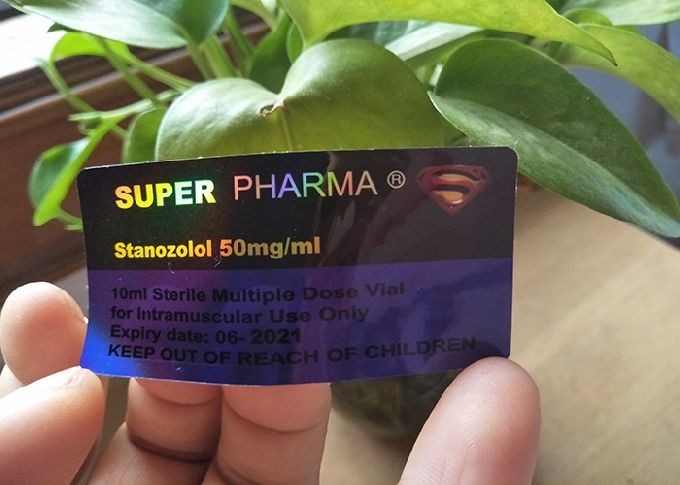 SUPER PHARMA ®
Stanozolol 50mg/ml
10ml Sterile Multiple Dose Vial
for Intramuscular Use Only
Expiry date: 06- 2021
KEEP OUT OF REACH OF CHILDREN